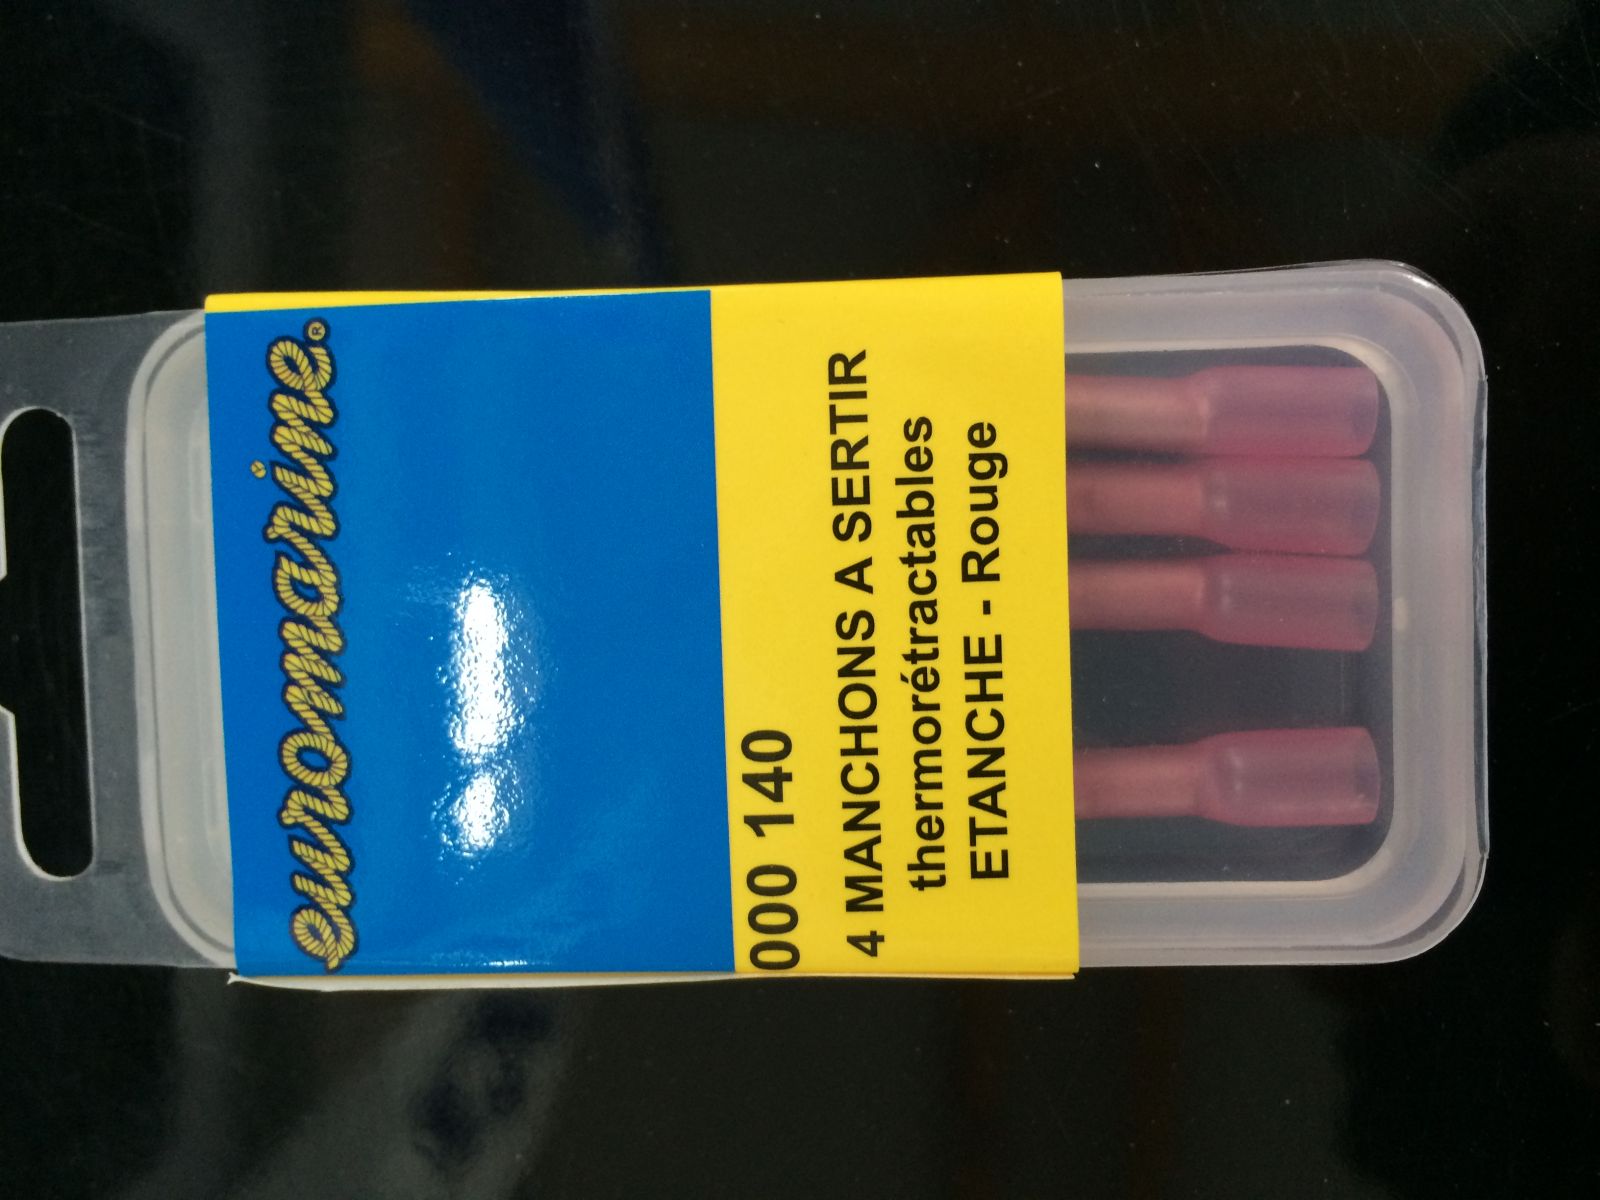 euromarine®
000 140
4 MANCHONS A SERTIR
thermorétractables
ETANCHE - Rouge